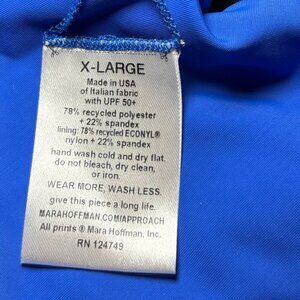 X-LARGE
Made in USA
of Italian fabric
with UPF 50+
78% recycled polyester
+ 22% spandex
lining: 78% recycled ECONYL®
nylon + 22% spandex
hand wash cold and dry flat.
do not bleach, dry clean,
or iron.
WEAR MORE, WASH LESS.
give this piece a long life.
MARAHOFFMAN.COM/APPROACH
All prints ® Mara Hoffman, Inc.
RN 124749